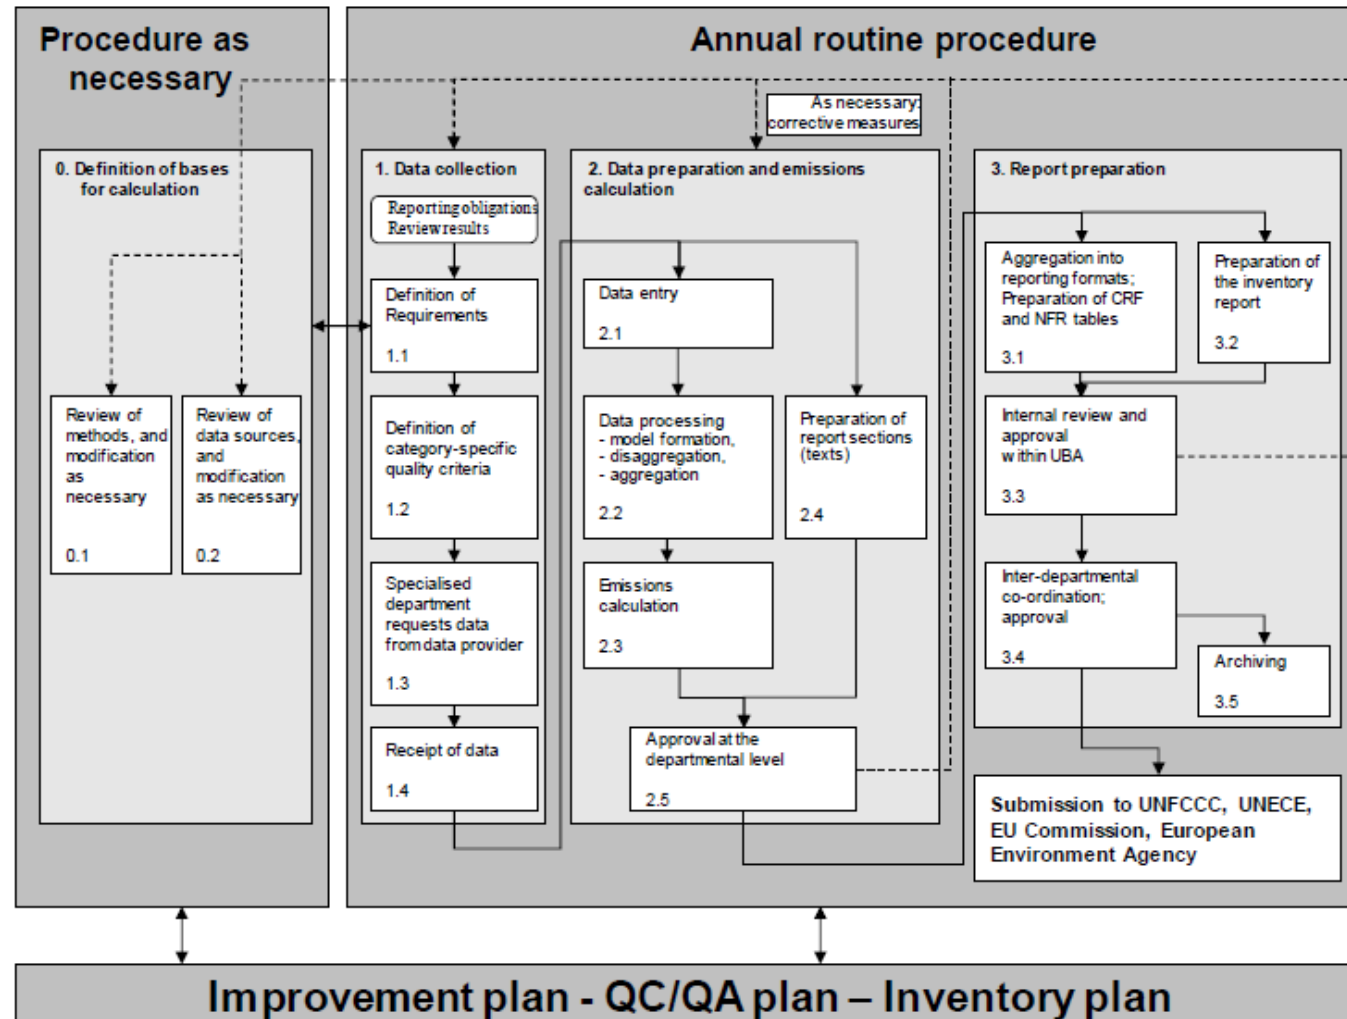 Procedure as
necessary
Annual routine procedure
As necessary:
corrective measures
0. Definition of bases
for calculation
Review of
methods, and
modification
as
necessary
0.1
Review of
data sources,
and
modification
as necessary
0.2
1. Data collection
Reporting obligations
Review results
Definition of
Requirements
1.1
Definition of
category-specific
quality criteria
1.2
Specialised
department
requests data
from data provider
1.3
Receipt of data
1.4
2. Data preparation and emissions
calculation
Data entry
2.1
Data processing
- model formation,
- disaggregation,
- aggregation
2.2
Emissions
calculation
2.3
Preparation of
report sections
(texts)
2.4
Approval at the
departmental level
2.5
3. Report preparation
Aggregation into
reporting formats;
Preparation of CRF
and NFR tables
3.1
Preparation of
the inventory
report
3.2
Internal review and
approval
within UBA
3.3
Inter-departmental
co-ordination;
approval
3.4
Archiving
3.5
Submission to UNFCCC, UNECE,
EU Commission, European
Environment Agency
Improvement plan - QC/QA plan – Inventory plan